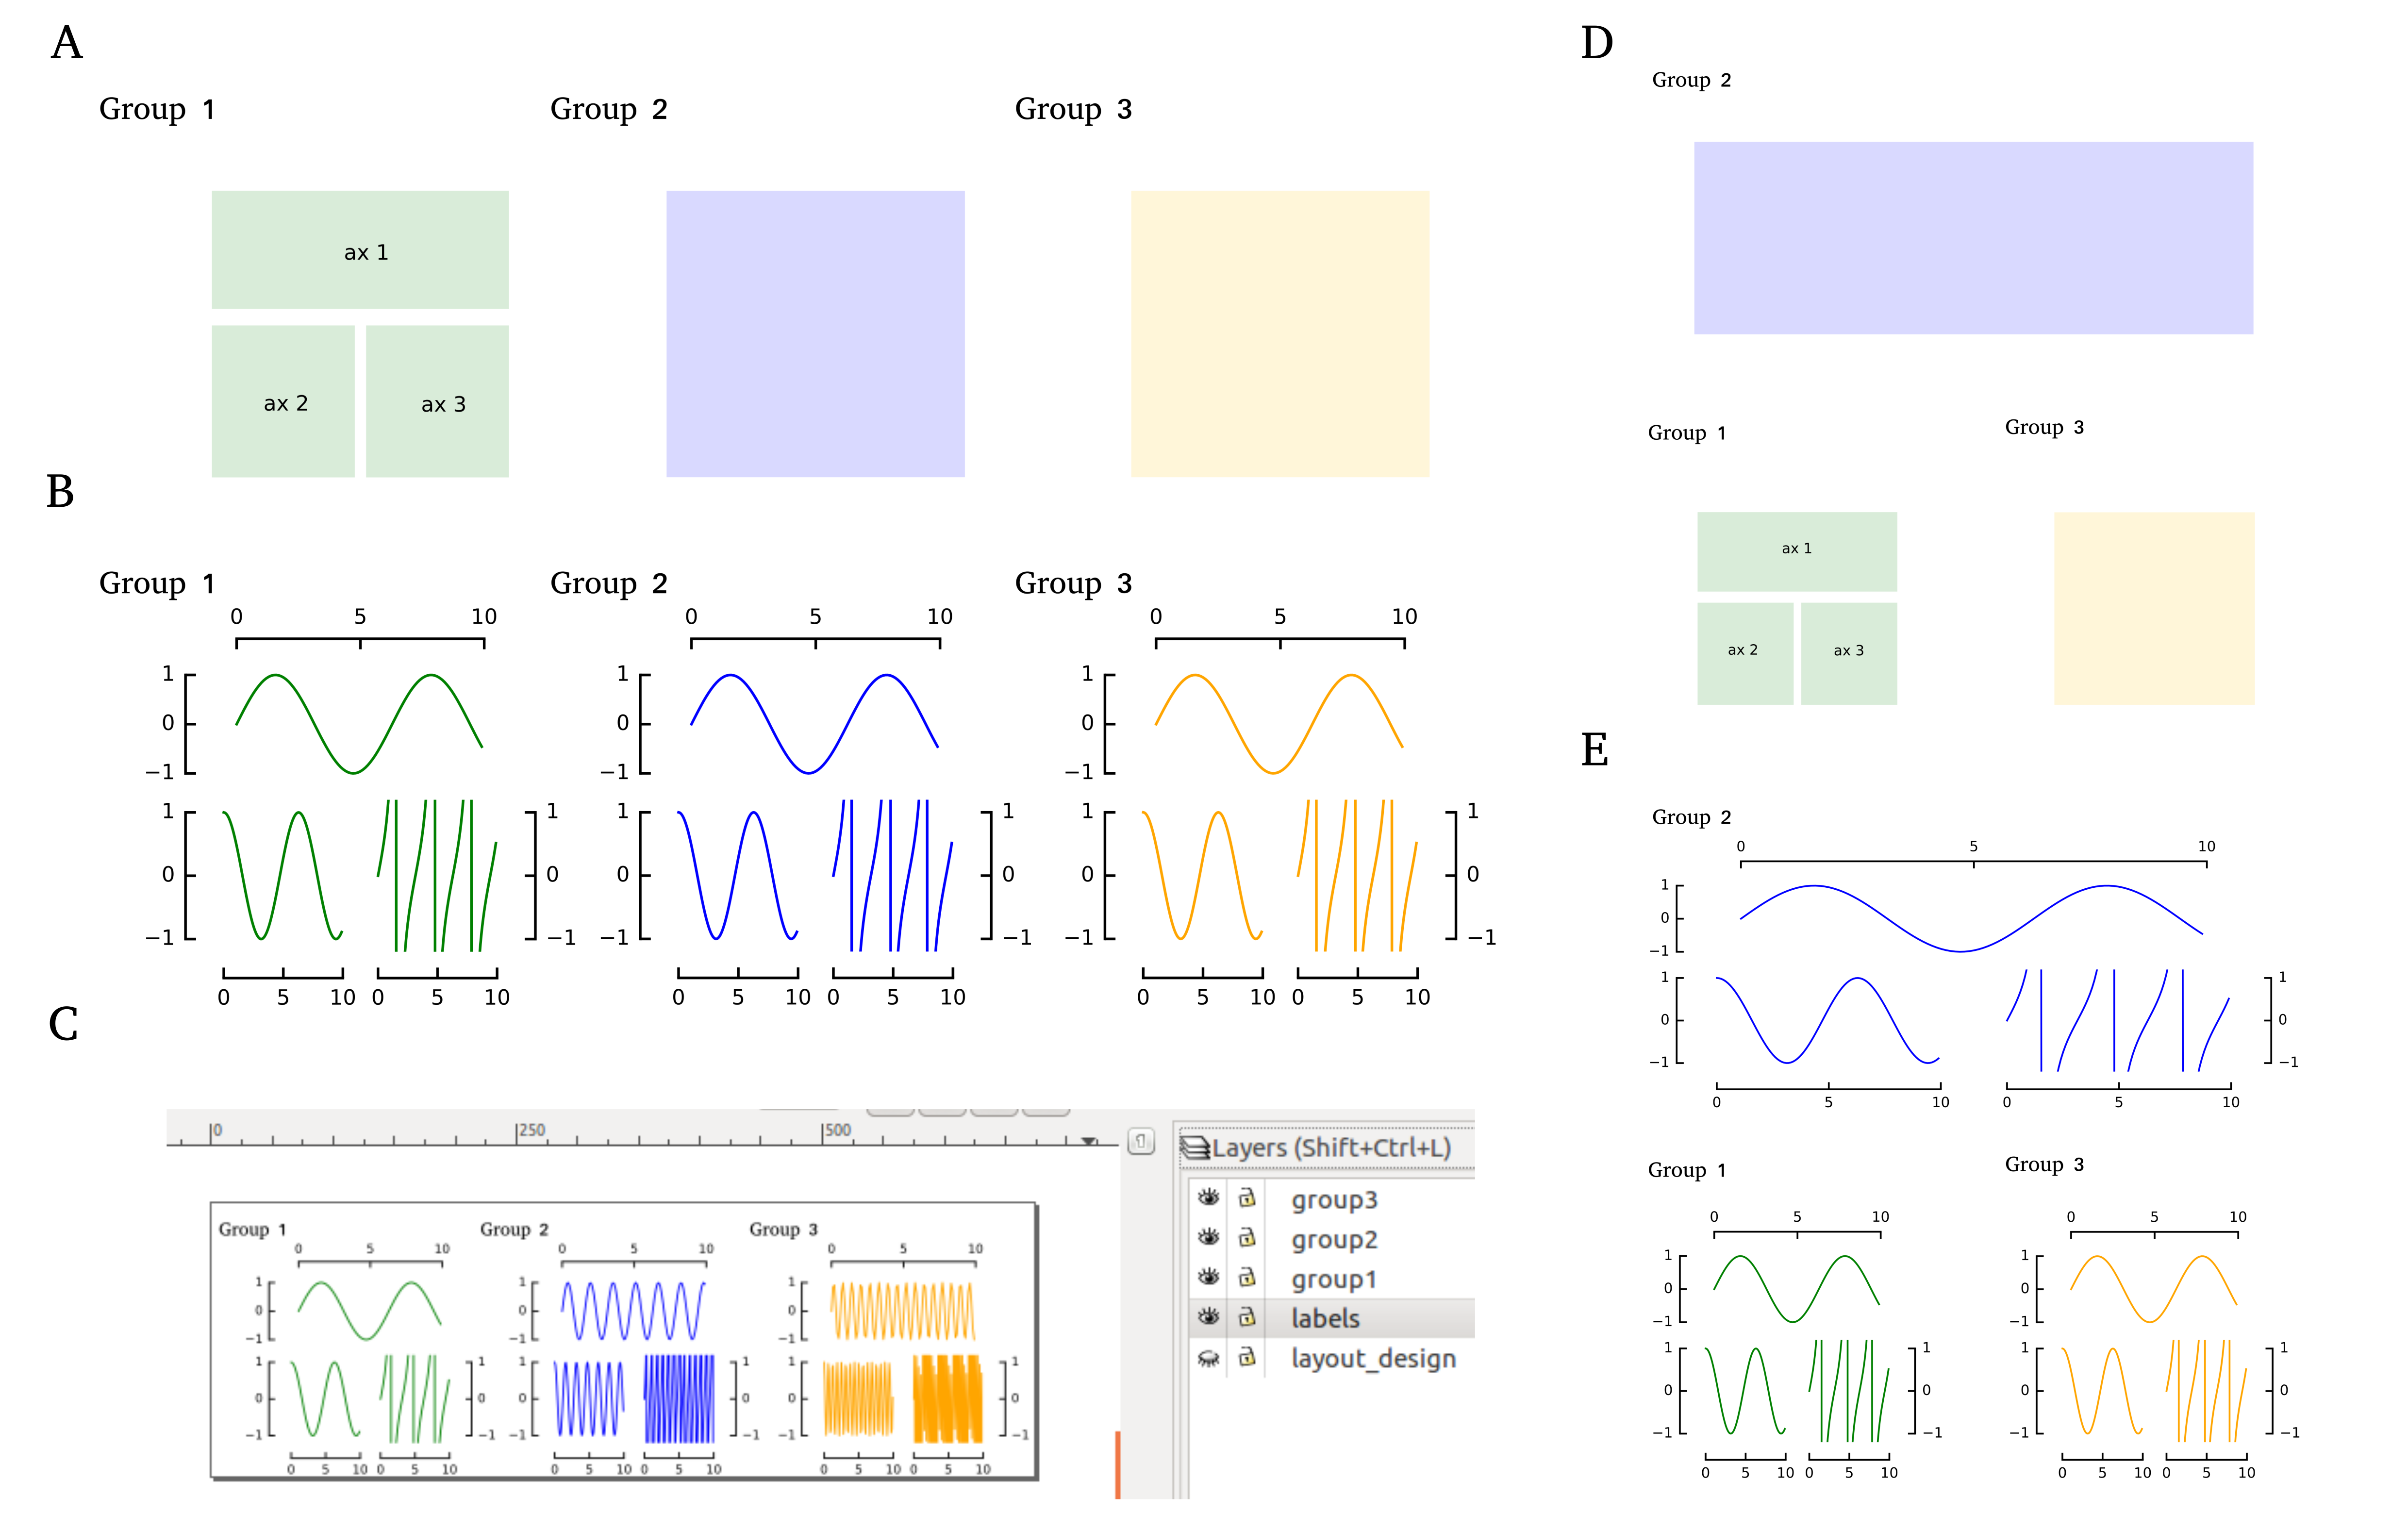 A
Group 1 Group 2 Group 3
ax 1
ax 2 ax 3
B
Group 1 Group 2 Group 3
0 5 10 0 5 10 0 5 10
1 1 1
0 0 0
−1 −1 −1
1 1 1 1 1 1
0 0 0 0 0 0
−1 −1 −1 −1 −1 −1
0 5 10 0 5 10 0 5 10 0 5 10 0 5 10 0 5 10
C
0 250 500
Layers (Shift+Ctrl+L)
group3
group2
group1
labels
layout_design
Group 1 Group 2 Group 3
0 5 10 0 5 10 0 5 10
1 1 1
0 0 0
−1 −1 −1
1 1 1 1 1 1
0 0 0 0 0 0
−1 −1 −1 −1 −1 −1
0 5 10 0 5 10 0 5 10 0 5 10 0 5 10 0 5 10
D
Group 2
Group 1 Group 3
ax 1
ax 2 ax 3
E
Group 2
0 5 10
1
0
−1
1 1
0 0
−1 −1
0 5 10 0 5 10
Group 1 Group 3
0 5 10 0 5 10
1 1
0 0
−1 −1
1 1 1 1
0 0 0 0
−1 −1 −1 −1
0 5 10 0 5 10 0 5 10 0 5 10